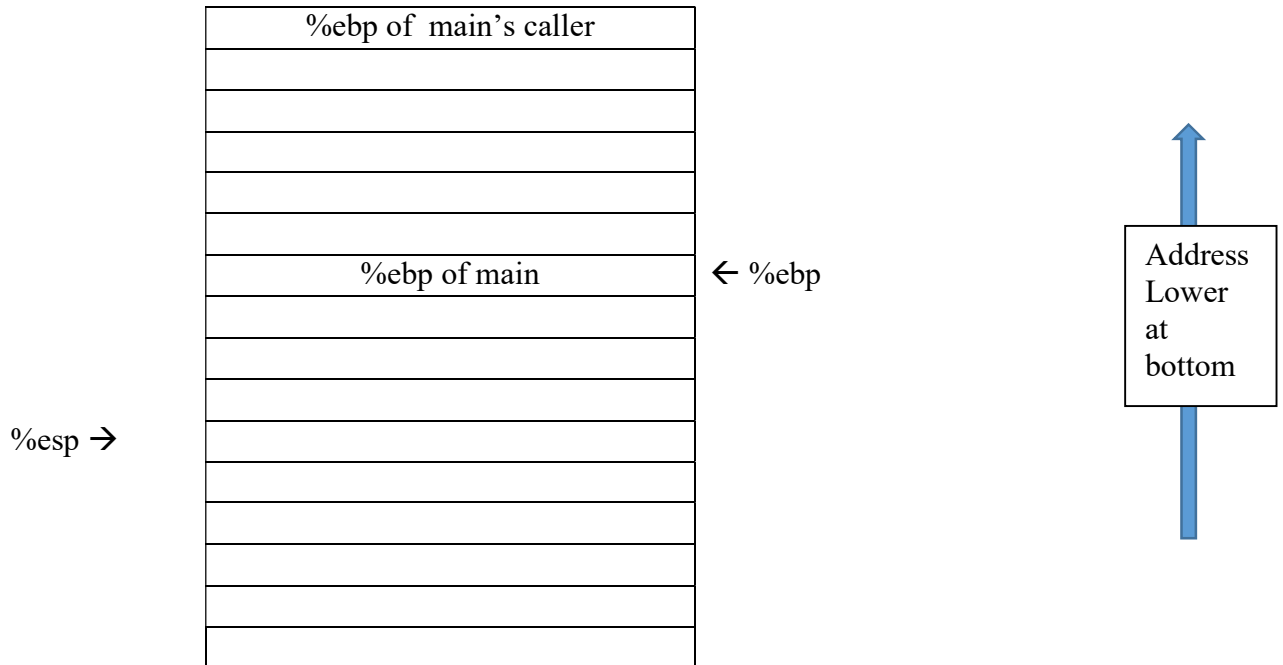 %ebp of  main’s caller
%ebp of main
← %ebp
%esp →
Address
Lower
at
bottom